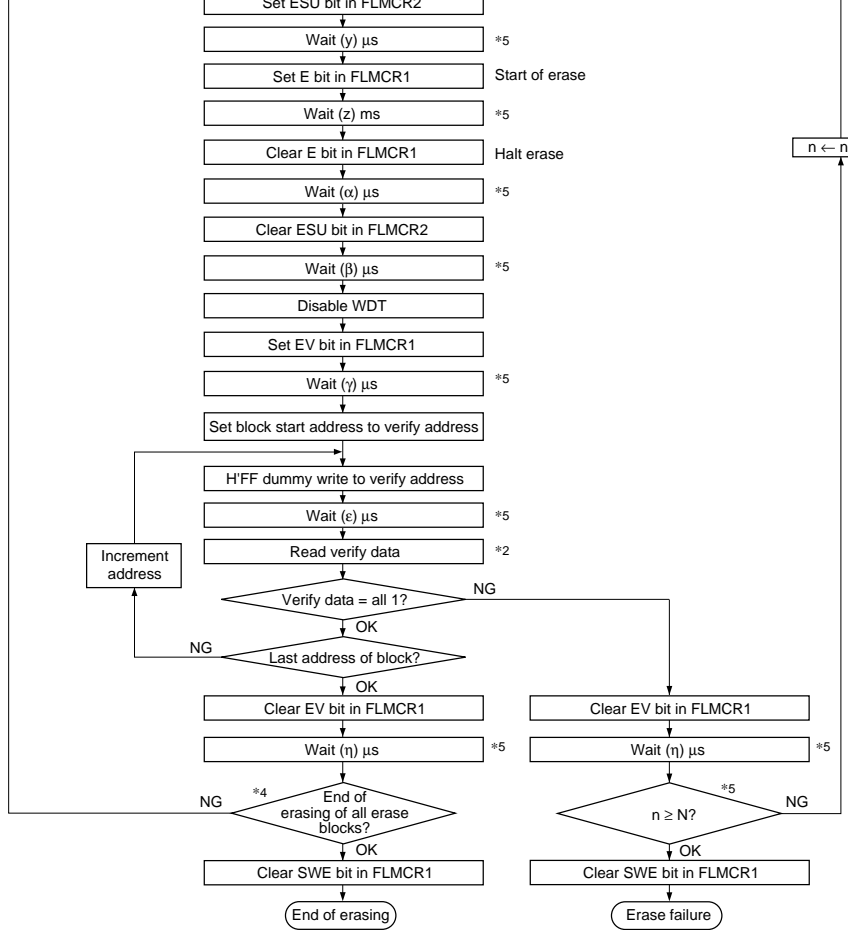 Set ESU bit in FLMCR2
Wait (y) μs
*5
Set E bit in FLMCR1
Start of erase
Wait (z) ms
*5
n ← n
Clear E bit in FLMCR1
Halt erase
Wait (α) μs
*5
Clear ESU bit in FLMCR2
Wait (β) μs
*5
Disable WDT
Set EV bit in FLMCR1
Wait (γ) μs
*5
Set block start address to verify address
H'FF dummy write to verify address
Wait (ε) μs
*5
Increment
address
Read verify data
*2
Verify data = all 1?
NG
OK
NG
Last address of block?
OK
Clear EV bit in FLMCR1
Wait (η) μs
*5
NG
*4
End of
erasing of all erase
blocks?
OK
Clear SWE bit in FLMCR1
End of erasing
Clear EV bit in FLMCR1
Wait (η) μs
*5
*5
n ≥ N?
NG
OK
Clear SWE bit in FLMCR1
Erase failure